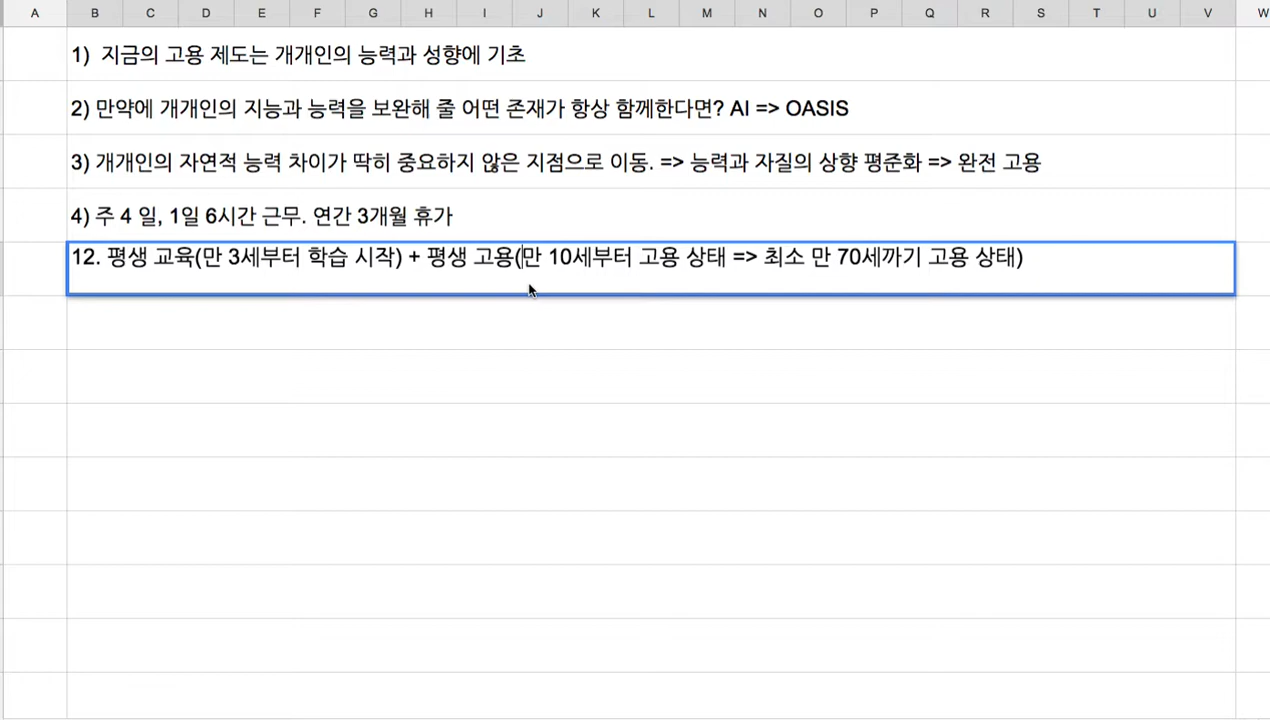 A B C D E F G H I J K L M N O P Q R S T U V W
1) 지금의 고용 제도는 개개인의 능력과 성향에 기초
2) 만약에 개개인의 지능과 능력을 보완해 줄 어떤 존재가 항상 함께한다면? AI => OASIS
3) 개개인의 자연적 능력 차이가 딱히 중요하지 않은 지점으로 이동. => 능력과 자질의 상향 평준화 => 완전 고용
4) 주 4 일, 1일 6시간 근무. 연간 3개월 휴가
12. 평생 교육(만 3세부터 학습 시작) + 평생 고용(만 10세부터 고용 상태 => 최소 만 70세까기 고용 상태)